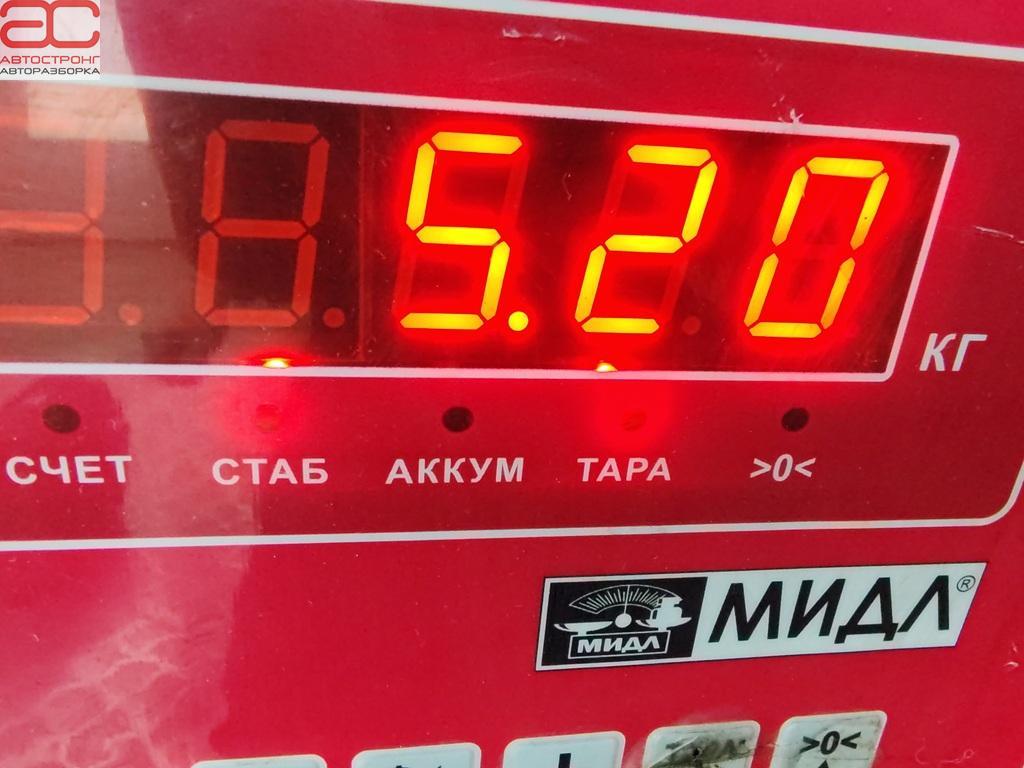 АС
АВТОСТРОНГ
АВТОРАЗБОРКА
5.20
КГ
СЧЕТ СТАБ АККУМ ТАРА >0<
МИДЛ МИДЛ®
>0<